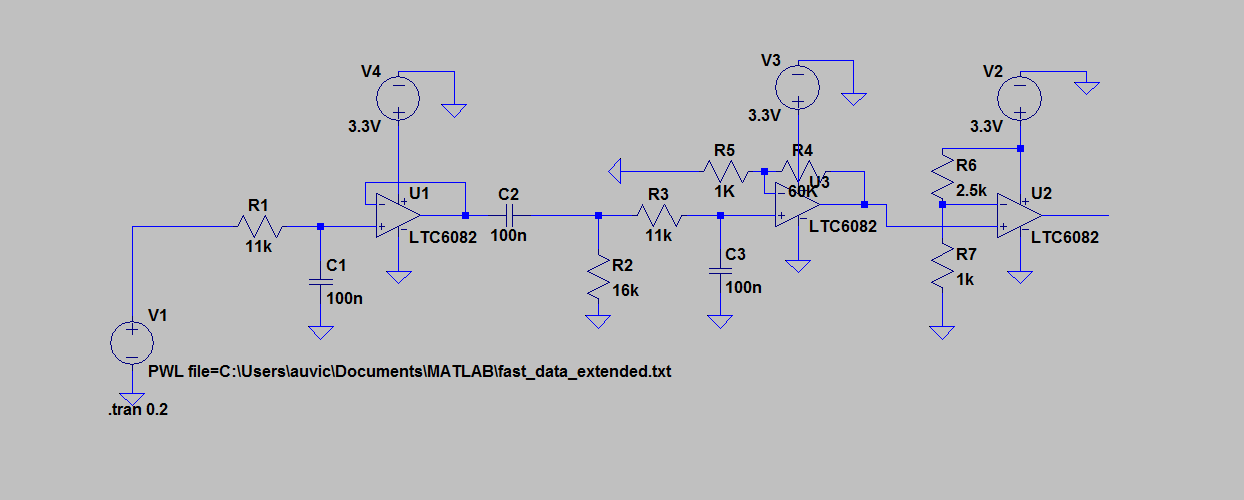 V4
3.3V
V3
3.3V
V2
3.3V
R5
1K
R4
60K
R6
2.5k
R1
11k
U1
LTC6082
C2
100n
R3
11k
U3
LTC6082
U2
LTC6082
C1
100n
R2
16k
C3
100n
R7
1k
V1
PWL file=C:\Users\auvic\Documents\MATLAB\fast_data_extended.txt
.tran 0.2